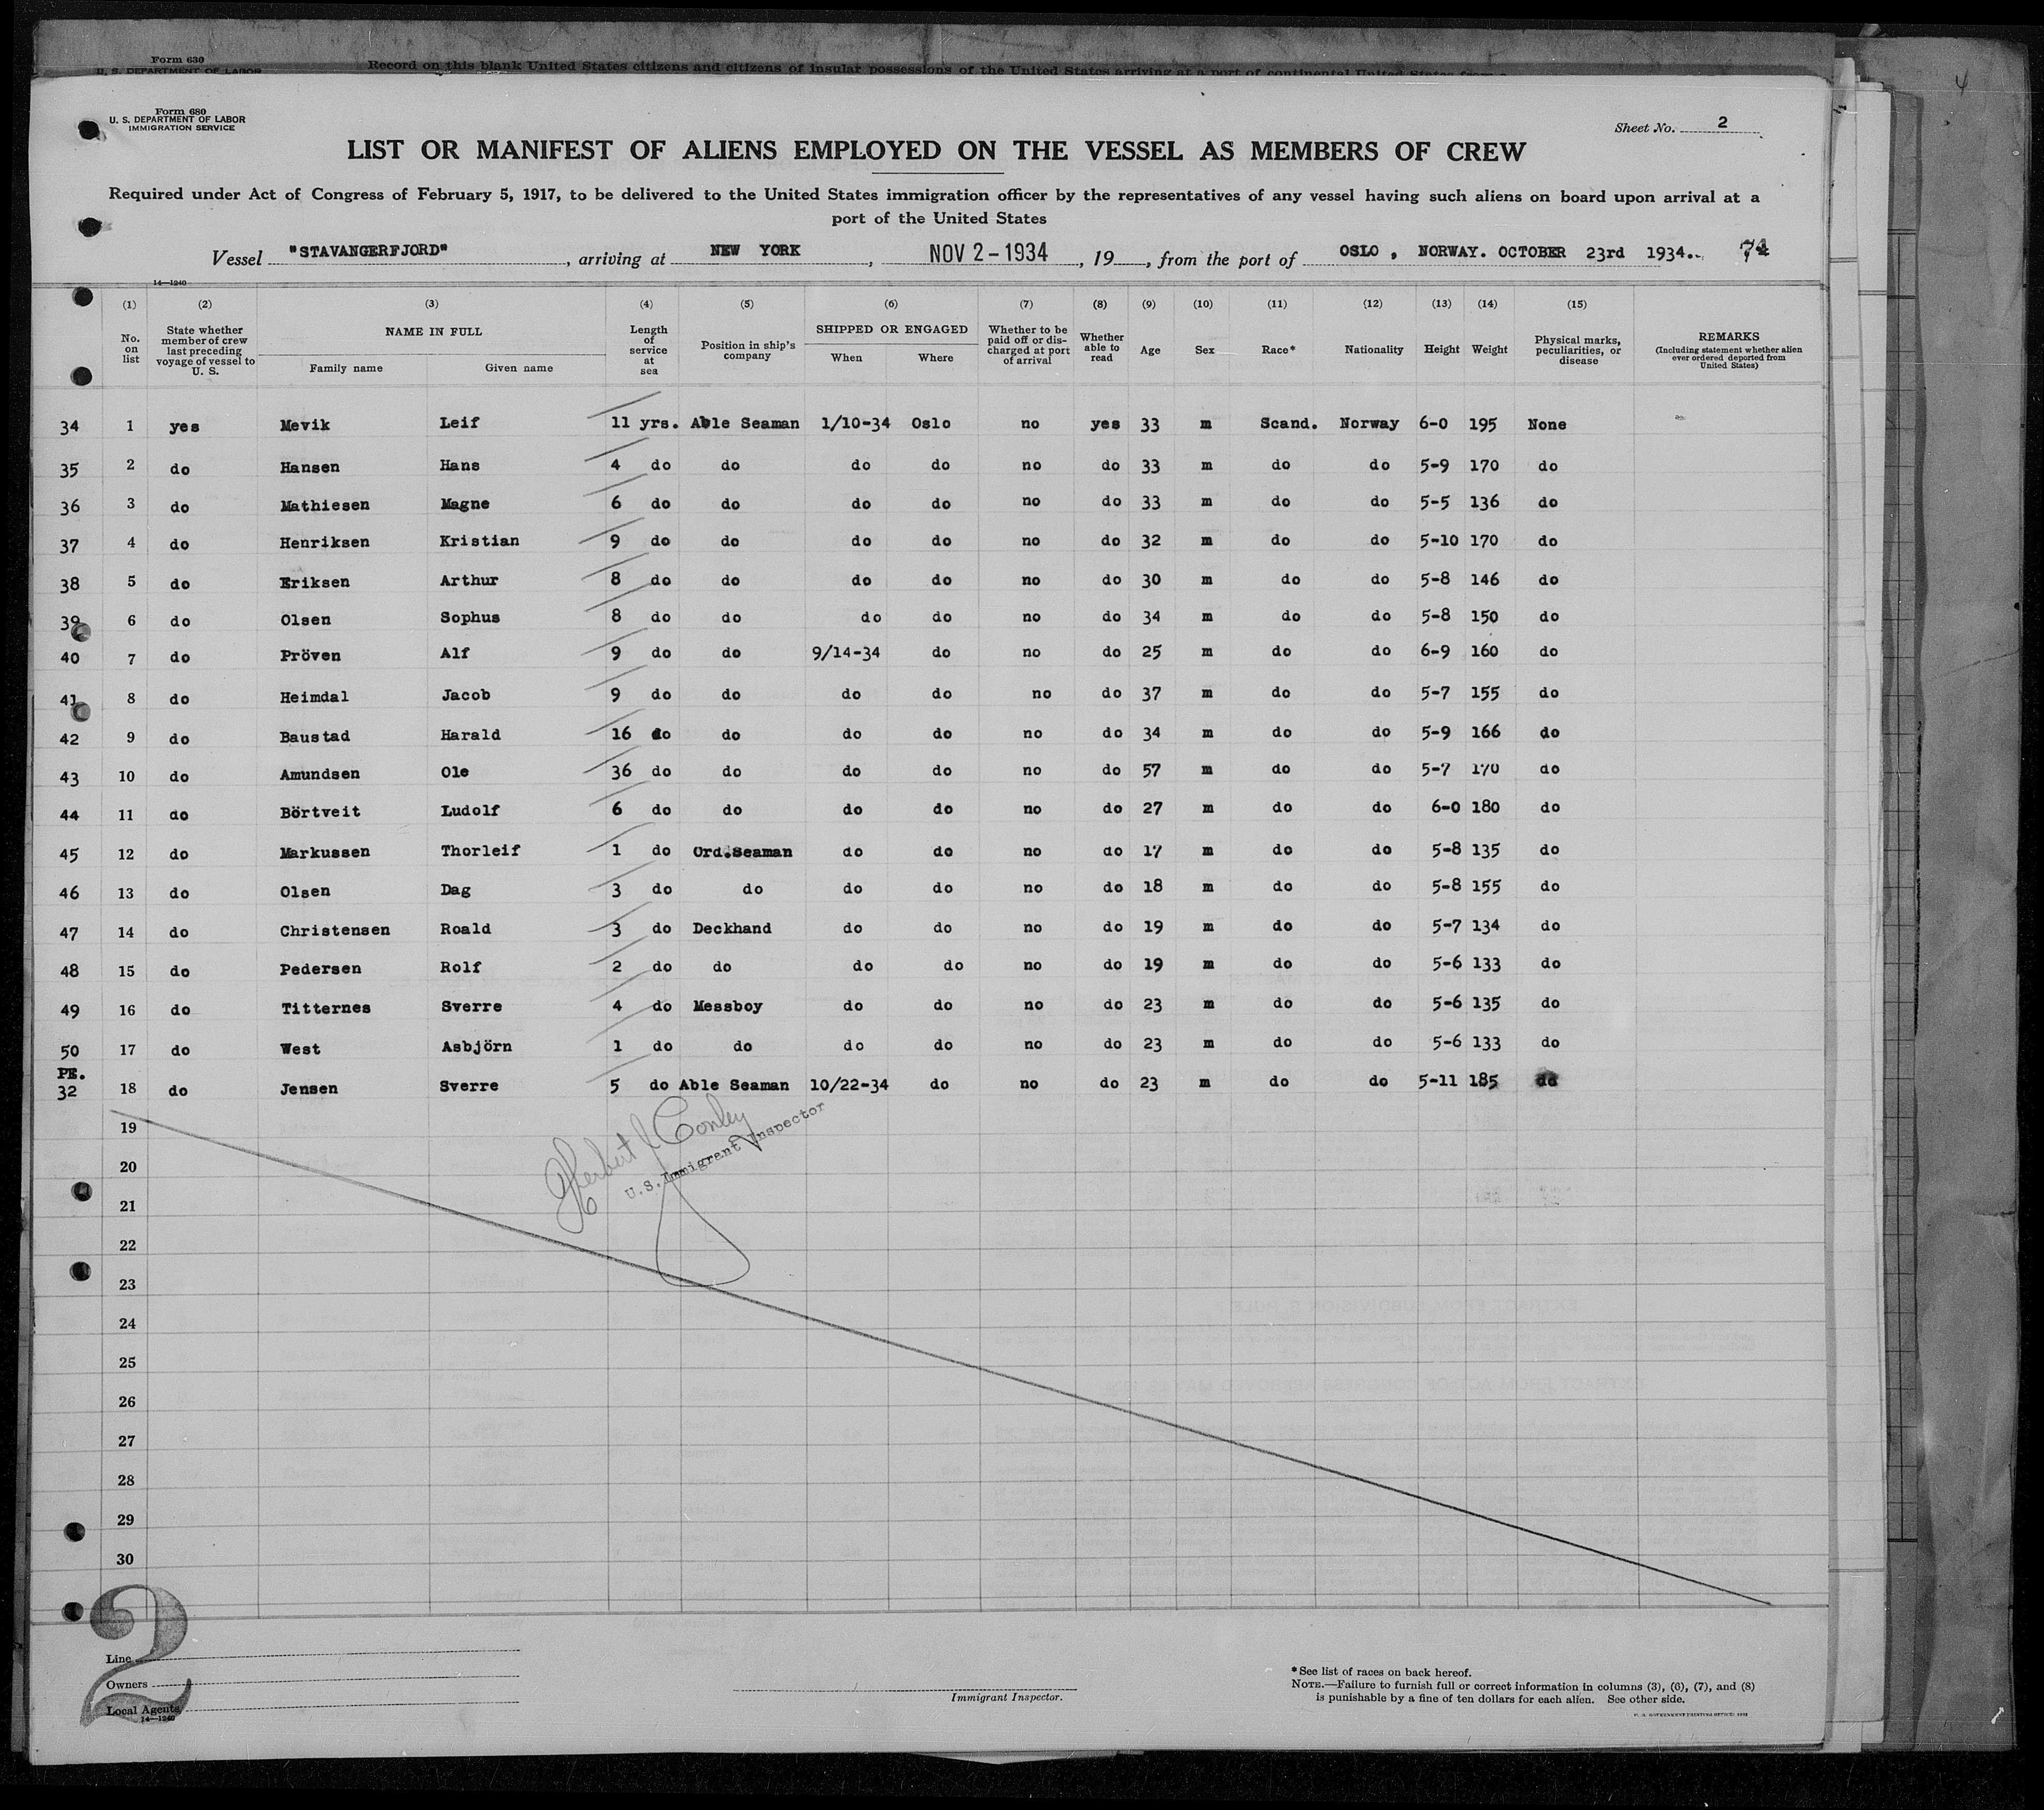 Form 630
U. S. DEPARTMENT OF LABOR
Record on this blank United States citizens and citizens of insular possessions of the United States arriving at a port of continental United States from a
4
Form 680
U. S. DEPARTMENT OF LABOR
IMMIGRATION SERVICE
Sheet No. 2
LIST OR MANIFEST OF ALIENS EMPLOYED ON THE VESSEL AS MEMBERS OF CREW
Required under Act of Congress of February 5, 1917, to be delivered to the United States immigration officer by the representatives of any vessel having such aliens on board upon arrival at a
port of the United States
Vessel "STAVANGERFJORD", arriving at NEW YORK, NOV 2-1934, 19, from the port of OSLO, NORWAY. OCTOBER 23rd 1934. 74
14—1240
(1) (2) (3) (4) (5) (6) (7) (8) (9) (10) (11) (12) (13) (14) (15)
No. on list | State whether member of crew last preceding voyage of vessel to U. S. | NAME IN FULL | Family name | Given name | Length of service at sea | Position in ship's company | SHIPPED OR ENGAGED | When | Where | Whether to be paid off or discharged at port of arrival | Whether able to read | Age | Sex | Race* | Nationality | Height | Weight | Physical marks, peculiarities, or disease | REMARKS (Including statement whether alien ever ordered deported from United States)
34 1 yes Mevik Leif 11 yrs. Able Seaman 1/10-34 Oslo no yes 33 m Scand. Norway 6-0 195 None
35 2 do Hansen Hans 4 do do do do no do 33 m do do 5-9 170 do
36 3 do Mathiesen Magne 6 do do do do no do 33 m do do 5-5 136 do
37 4 do Henriksen Kristian 9 do do do do no do 32 m do do 5-10 170 do
38 5 do Eriksen Arthur 8 do do do do no do 30 m do do 5-8 146 do
39 6 do Olsen Sophus 8 do do do do no do 34 m do do 5-8 150 do
40 7 do Pröven Alf 9 do do 9/14-34 do no do 25 m do do 6-9 160 do
41 8 do Heimdal Jacob 9 do do do do no do 37 m do do 5-7 155 do
42 9 do Baustad Harald 16 do do do do no do 34 m do do 5-9 166 do
43 10 do Amundsen Ole 36 do do do do no do 57 m do do 5-7 170 do
44 11 do Börtveit Ludolf 6 do do do do no do 27 m do do 6-0 180 do
45 12 do Markussen Thorleif 1 do Ord.Seaman do do no do 17 m do do 5-8 135 do
46 13 do Olsen Dag 3 do do do do no do 18 m do do 5-8 155 do
47 14 do Christensen Roald 3 do Deckhand do do no do 19 m do do 5-7 134 do
48 15 do Pedersen Rolf 2 do do do do no do 19 m do do 5-6 133 do
49 16 do Titternes Sverre 4 do Messboy do do no do 23 m do do 5-6 135 do
50 17 do West Asbjörn 1 do do do do no do 23 m do do 5-6 133 do
PE.
32 18 do Jensen Sverre 5 do Able Seaman 10/22-34 do no do 23 m do do 5-11 185 do
19
Herbert J Conley
U.S. Immigrant Inspector
20
21
22
23
24
25
26
27
28
29
30
2
Line
Owners
Local Agents
14—1240
Immigrant Inspector.
*See list of races on back hereof.
NOTE.—Failure to furnish full or correct information in columns (3), (6), (7), and (8)
is punishable by a fine of ten dollars for each alien. See other side.